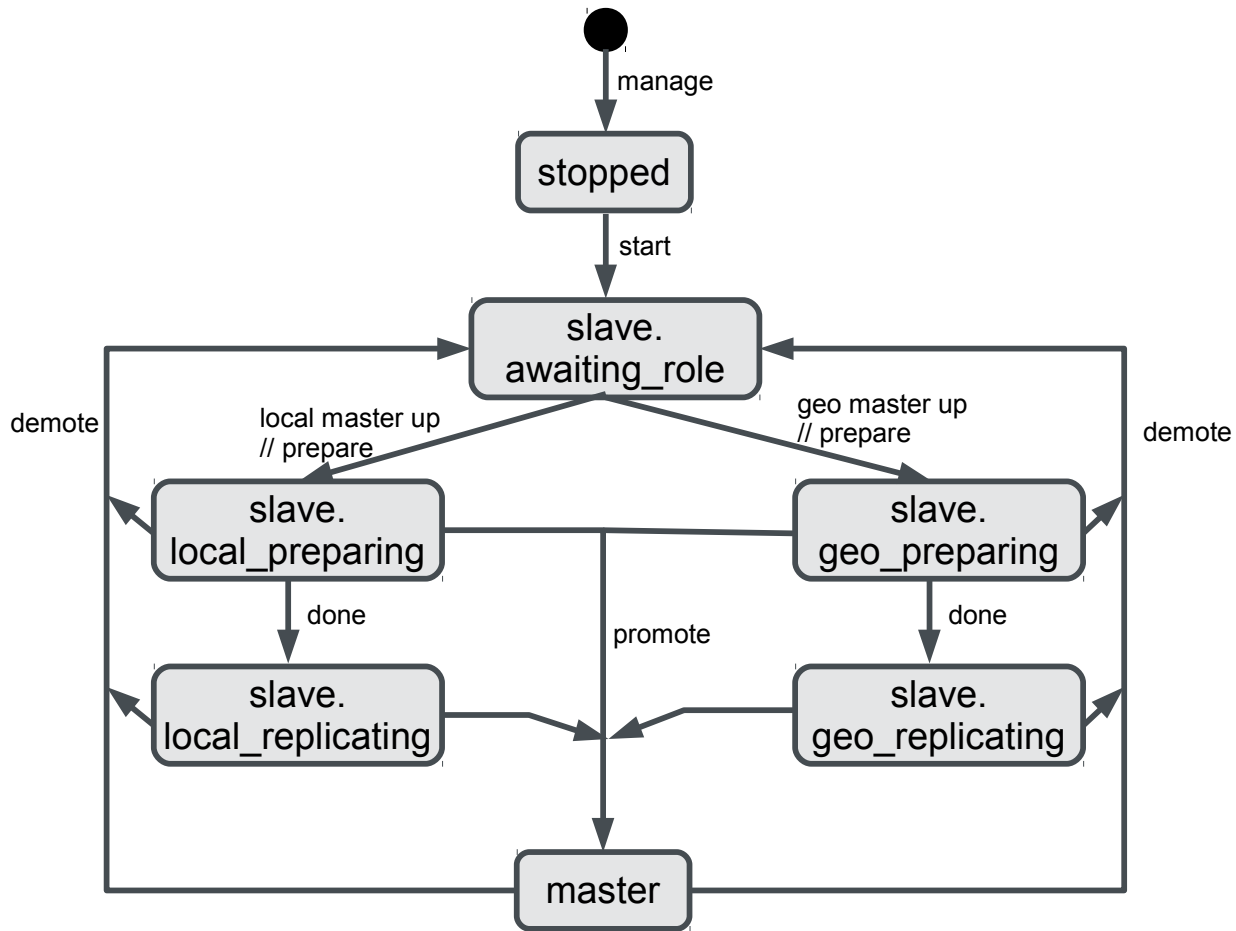 manage
stopped
start
slave.
awaiting_role
local master up
// prepare
geo master up
// prepare
demote
demote
slave.
local_preparing
slave.
geo_preparing
done
promote
done
slave.
local_replicating
slave.
geo_replicating
master